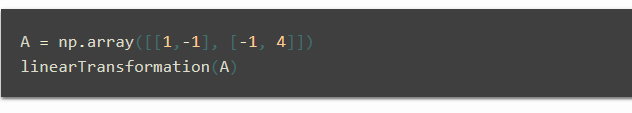 A = np.array([[1,-1], [-1, 4]])
linearTransformation(A)